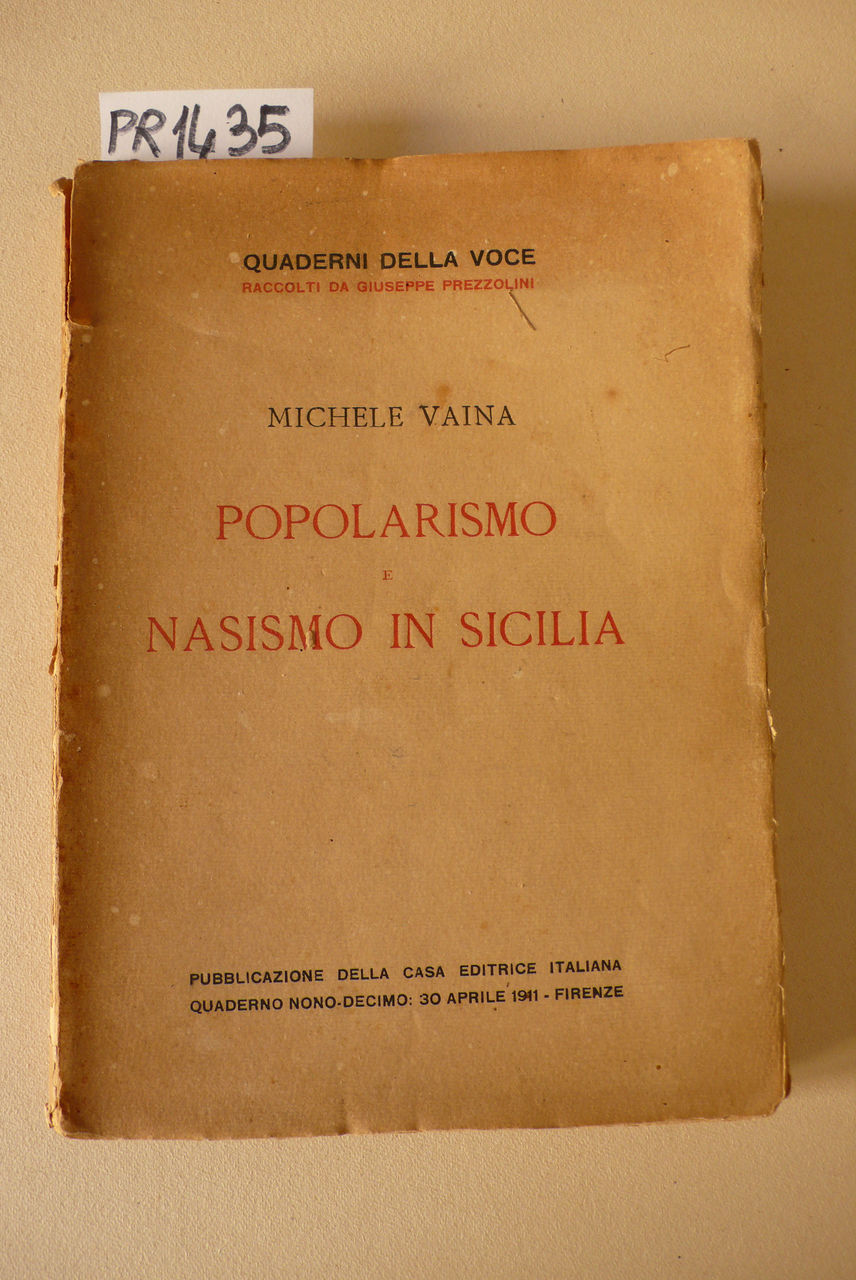 PR1435
QUADERNI DELLA VOCE
RACCOLTI DA GIUSEPPE PREZZOLINI
MICHELE VAINA
POPOLARISMO
E
NASISMO IN SICILIA
PUBBLICAZIONE DELLA CASA EDITRICE ITALIANA
QUADERNO NONO-DECIMO: 30 APRILE 1911 - FIRENZE